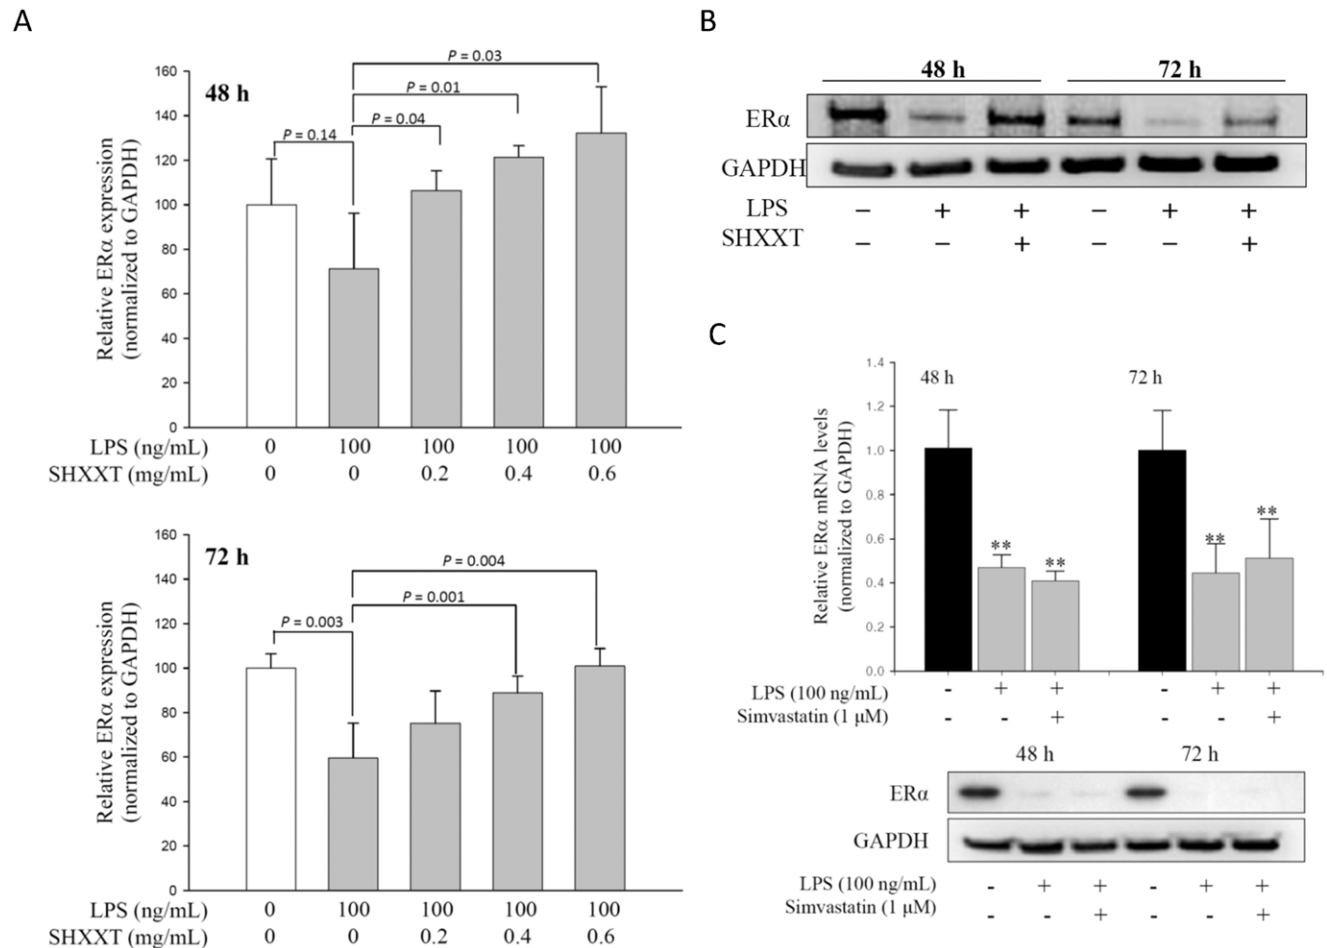 A
48 h
Relative ERα expression
(normalized to GAPDH)
160
140
120
100
80
60
40
20
0
P = 0.14
P = 0.04
P = 0.01
P = 0.03
LPS (ng/mL) 0 100 100 100 100
SHXXT (mg/mL) 0 0 0.2 0.4 0.6
72 h
Relative ERα expression
(normalized to GAPDH)
160
140
120
100
80
60
40
20
0
P = 0.003
P = 0.001
P = 0.004
LPS (ng/mL) 0 100 100 100 100
SHXXT (mg/mL) 0 0 0.2 0.4 0.6
B
48 h 72 h
ERα
GAPDH
LPS − + + − + +
SHXXT − − + − − +
C
48 h 72 h
Relative ERα mRNA levels
(normalized to GAPDH)
1.4
1.2
1.0
0.8
0.6
0.4
0.2
0.0
** ** ** **
LPS (100 ng/mL) - + + - + +
Simvastatin (1 μM) - - + - - +
48 h 72 h
ERα
GAPDH
LPS (100 ng/mL) - + + - + +
Simvastatin (1 μM) - - + - - +